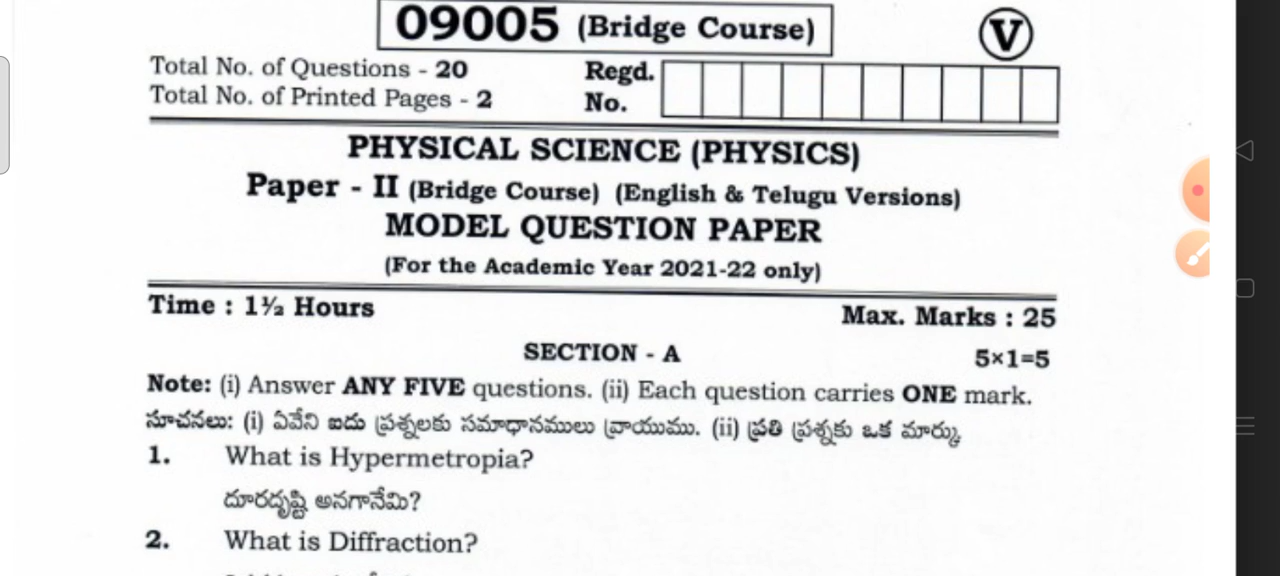 09005 (Bridge Course)
V
Total No. of Questions - 20
Total No. of Printed Pages - 2
Regd.
No.
PHYSICAL SCIENCE (PHYSICS)
Paper - II (Bridge Course) (English & Telugu Versions)
MODEL QUESTION PAPER
(For the Academic Year 2021-22 only)
Time : 1½ Hours
Max. Marks : 25
SECTION - A
5×1=5
Note: (i) Answer ANY FIVE questions. (ii) Each question carries ONE mark.
సూచనలు: (i) ఏవేని ఐదు ప్రశ్నలకు సమాధానములు వ్రాయుము. (ii) ప్రతి ప్రశ్నకు ఒక మార్కు
1. What is Hypermetropia?
దూరదృష్టి అనగానేమి?
2. What is Diffraction?